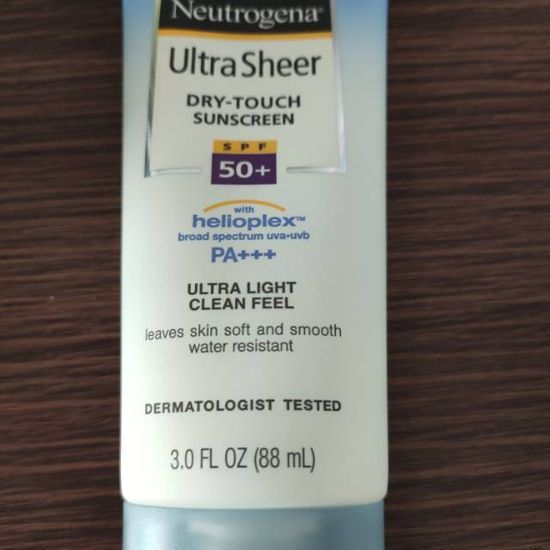 Neutrogena®
Ultra Sheer
DRY-TOUCH
SUNSCREEN
SPF
50+
with
helioplex™
broad spectrum uva•uvb
PA+++
ULTRA LIGHT
CLEAN FEEL
leaves skin soft and smooth
water resistant
DERMATOLOGIST TESTED
3.0 FL OZ (88 mL)